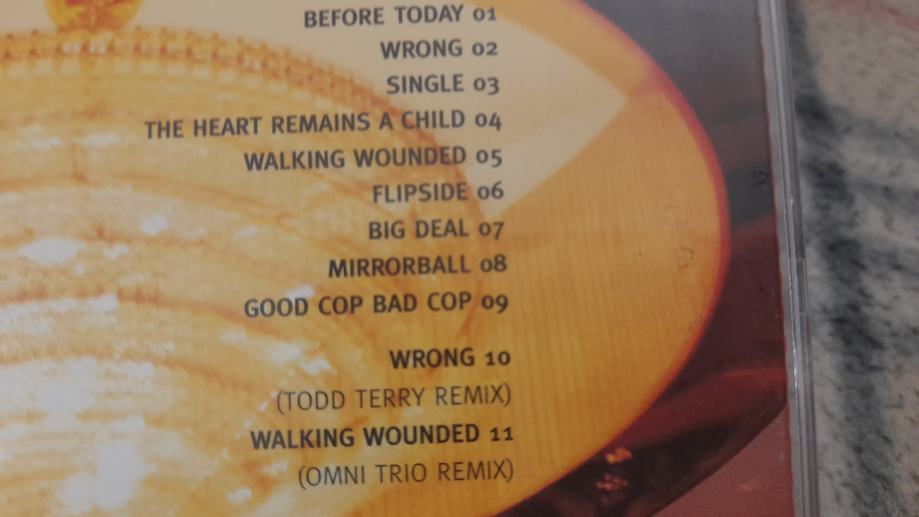 BEFORE TODAY 01
WRONG 02
SINGLE 03
THE HEART REMAINS A CHILD 04
WALKING WOUNDED 05
FLIPSIDE 06
BIG DEAL 07
MIRRORBALL 08
GOOD COP BAD COP 09
WRONG 10
(TODD TERRY REMIX)
WALKING WOUNDED 11
(OMNI TRIO REMIX)